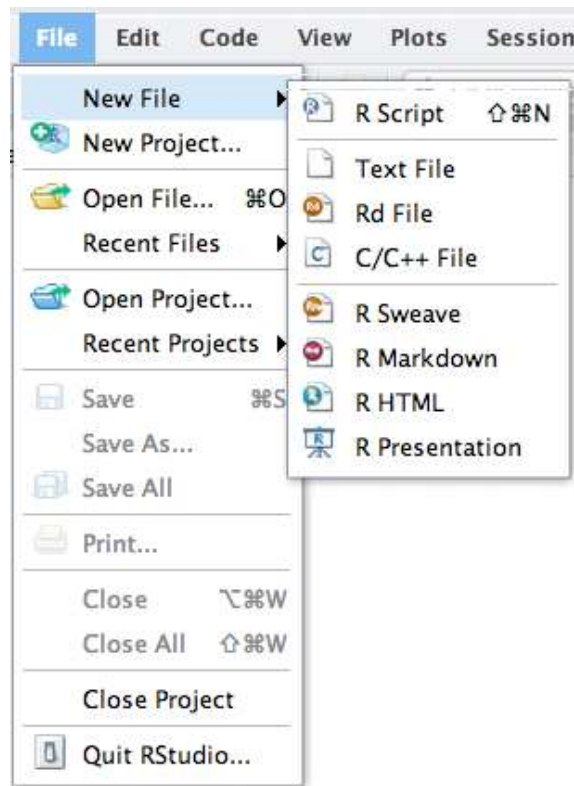 File Edit Code View Plots Session
New File
New Project...
Open File... ⌘O
Recent Files
Open Project...
Recent Projects
Save ⌘S
Save As...
Save All
Print...
Close ⌥⌘W
Close All ⇧⌘W
Close Project
Quit RStudio...
R Script ⇧⌘N
Text File
Rd File
C/C++ File
R Sweave
R Markdown
R HTML
R Presentation